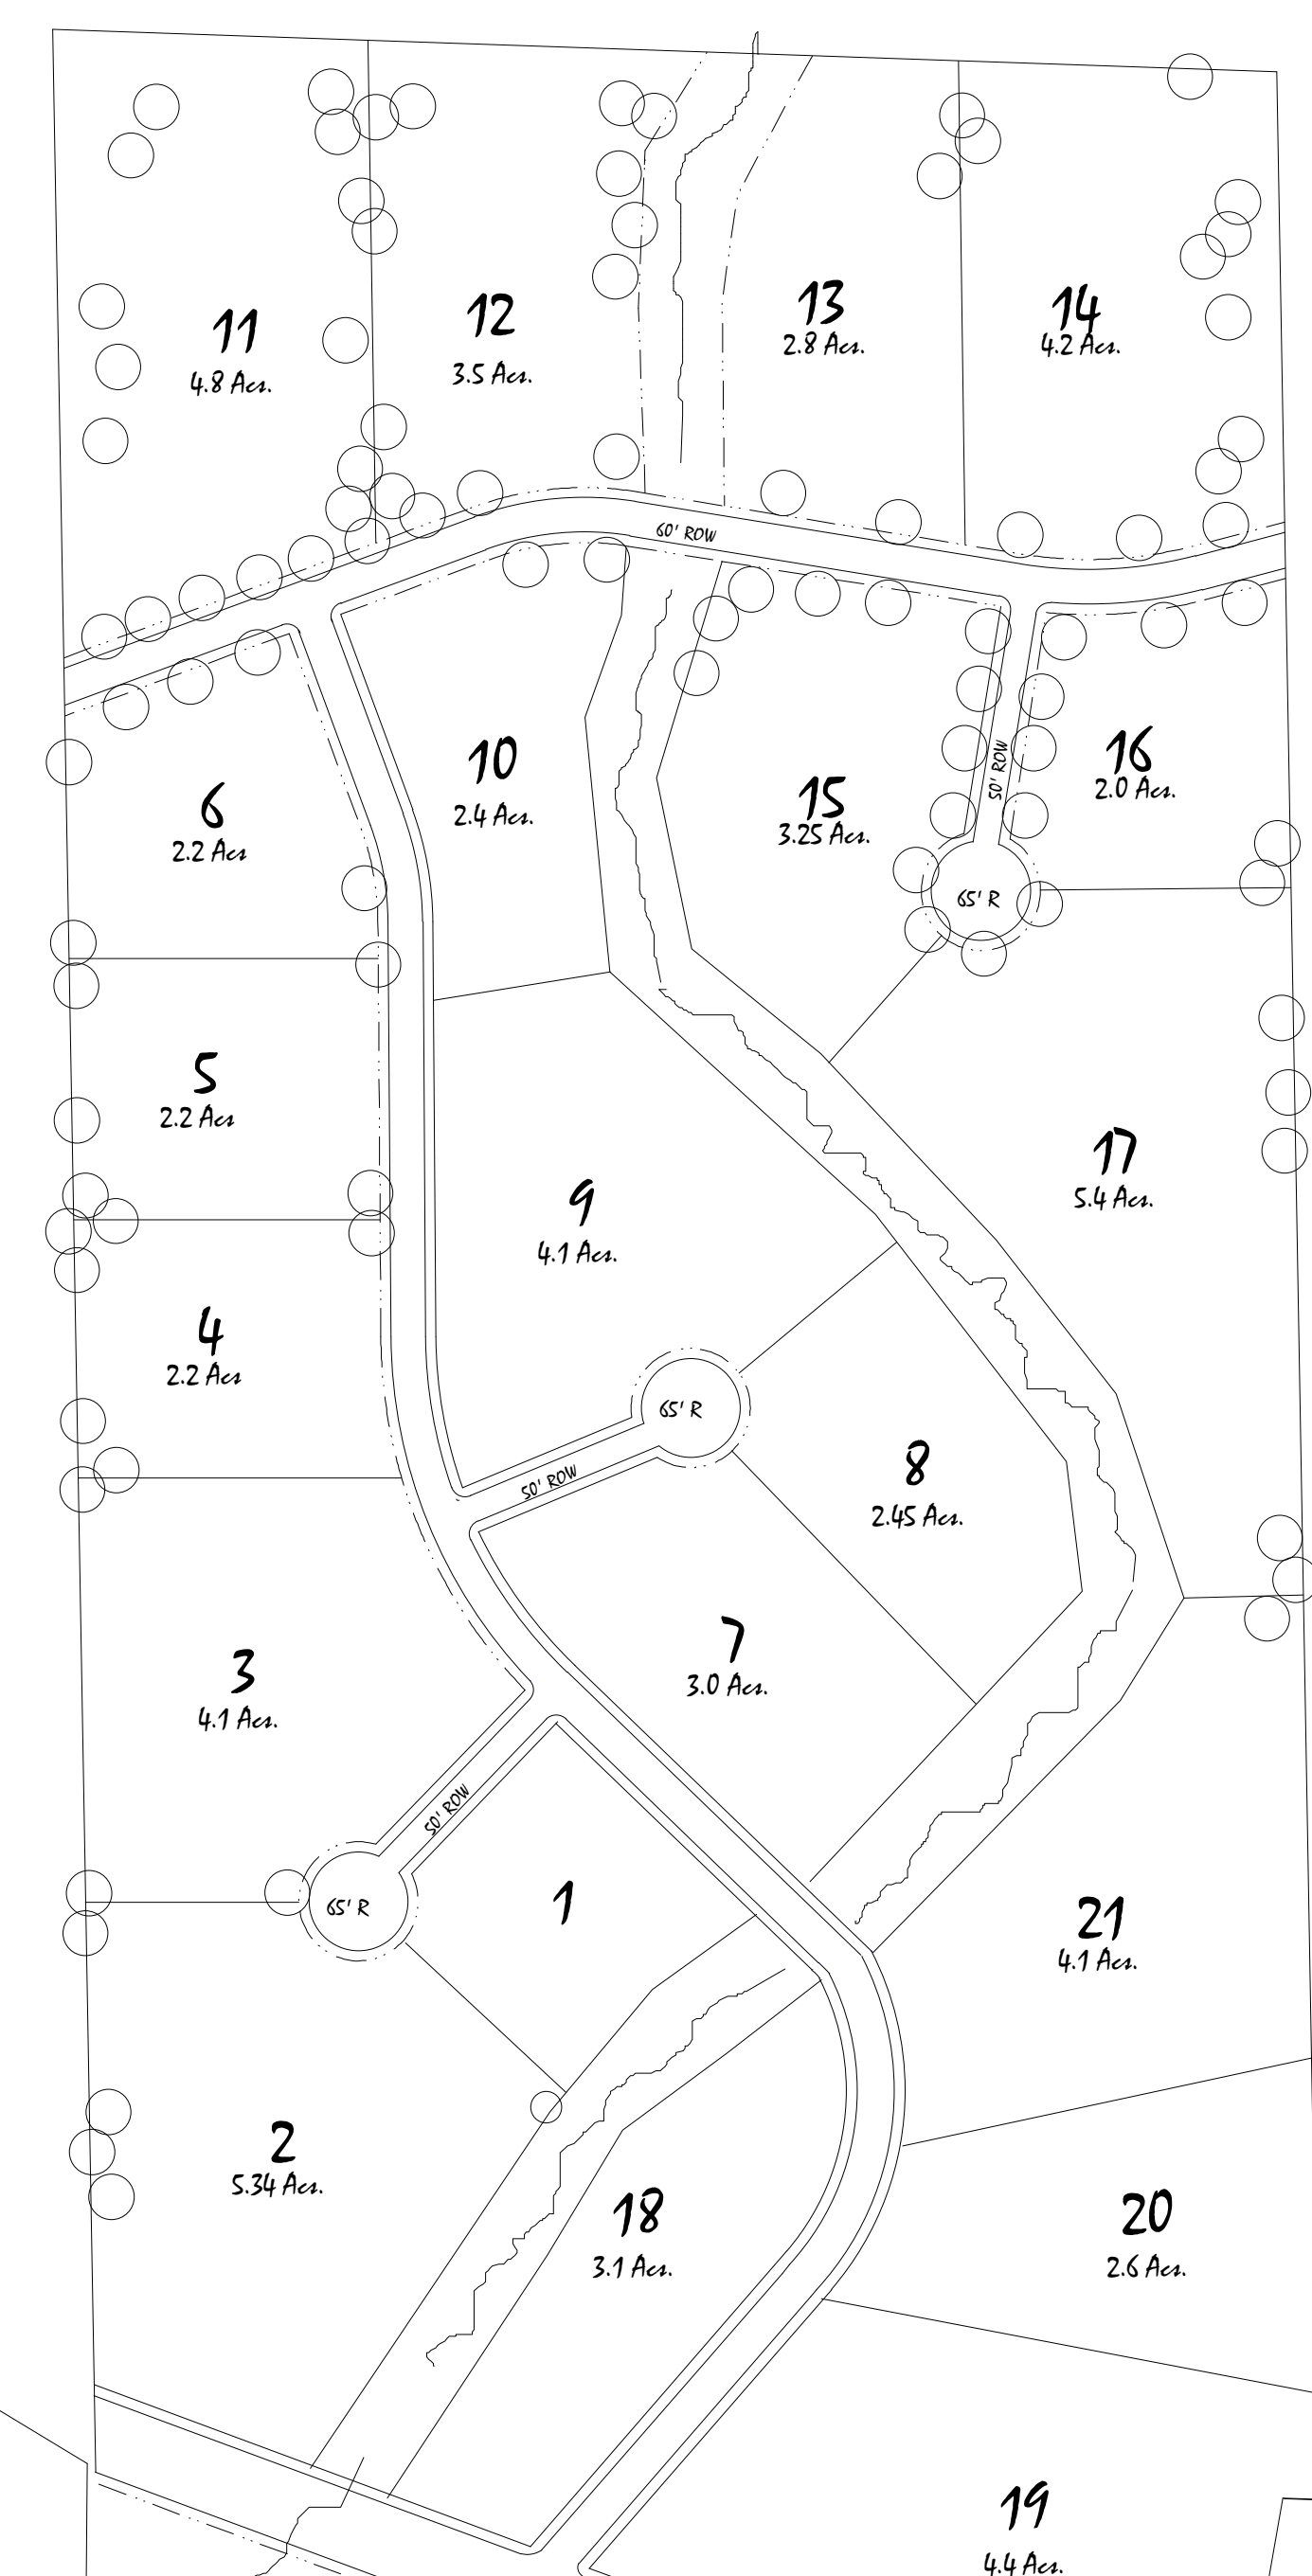 11
4.8 Acs.
12
3.5 Acs.
13
2.8 Acs.
14
4.2 Acs.
60' ROW
6
2.2 Acs
10
2.4 Acs.
15
3.25 Acs.
50' ROW
16
2.0 Acs.
65' R
5
2.2 Acs
9
4.1 Acs.
17
5.4 Acs.
4
2.2 Acs
65' R
50' ROW
8
2.45 Acs.
3
4.1 Acs.
7
3.0 Acs.
50' ROW
65' R
1
21
4.1 Acs.
2
5.34 Acs.
18
3.1 Acs.
20
2.6 Acs.
19
4.4 Acs.